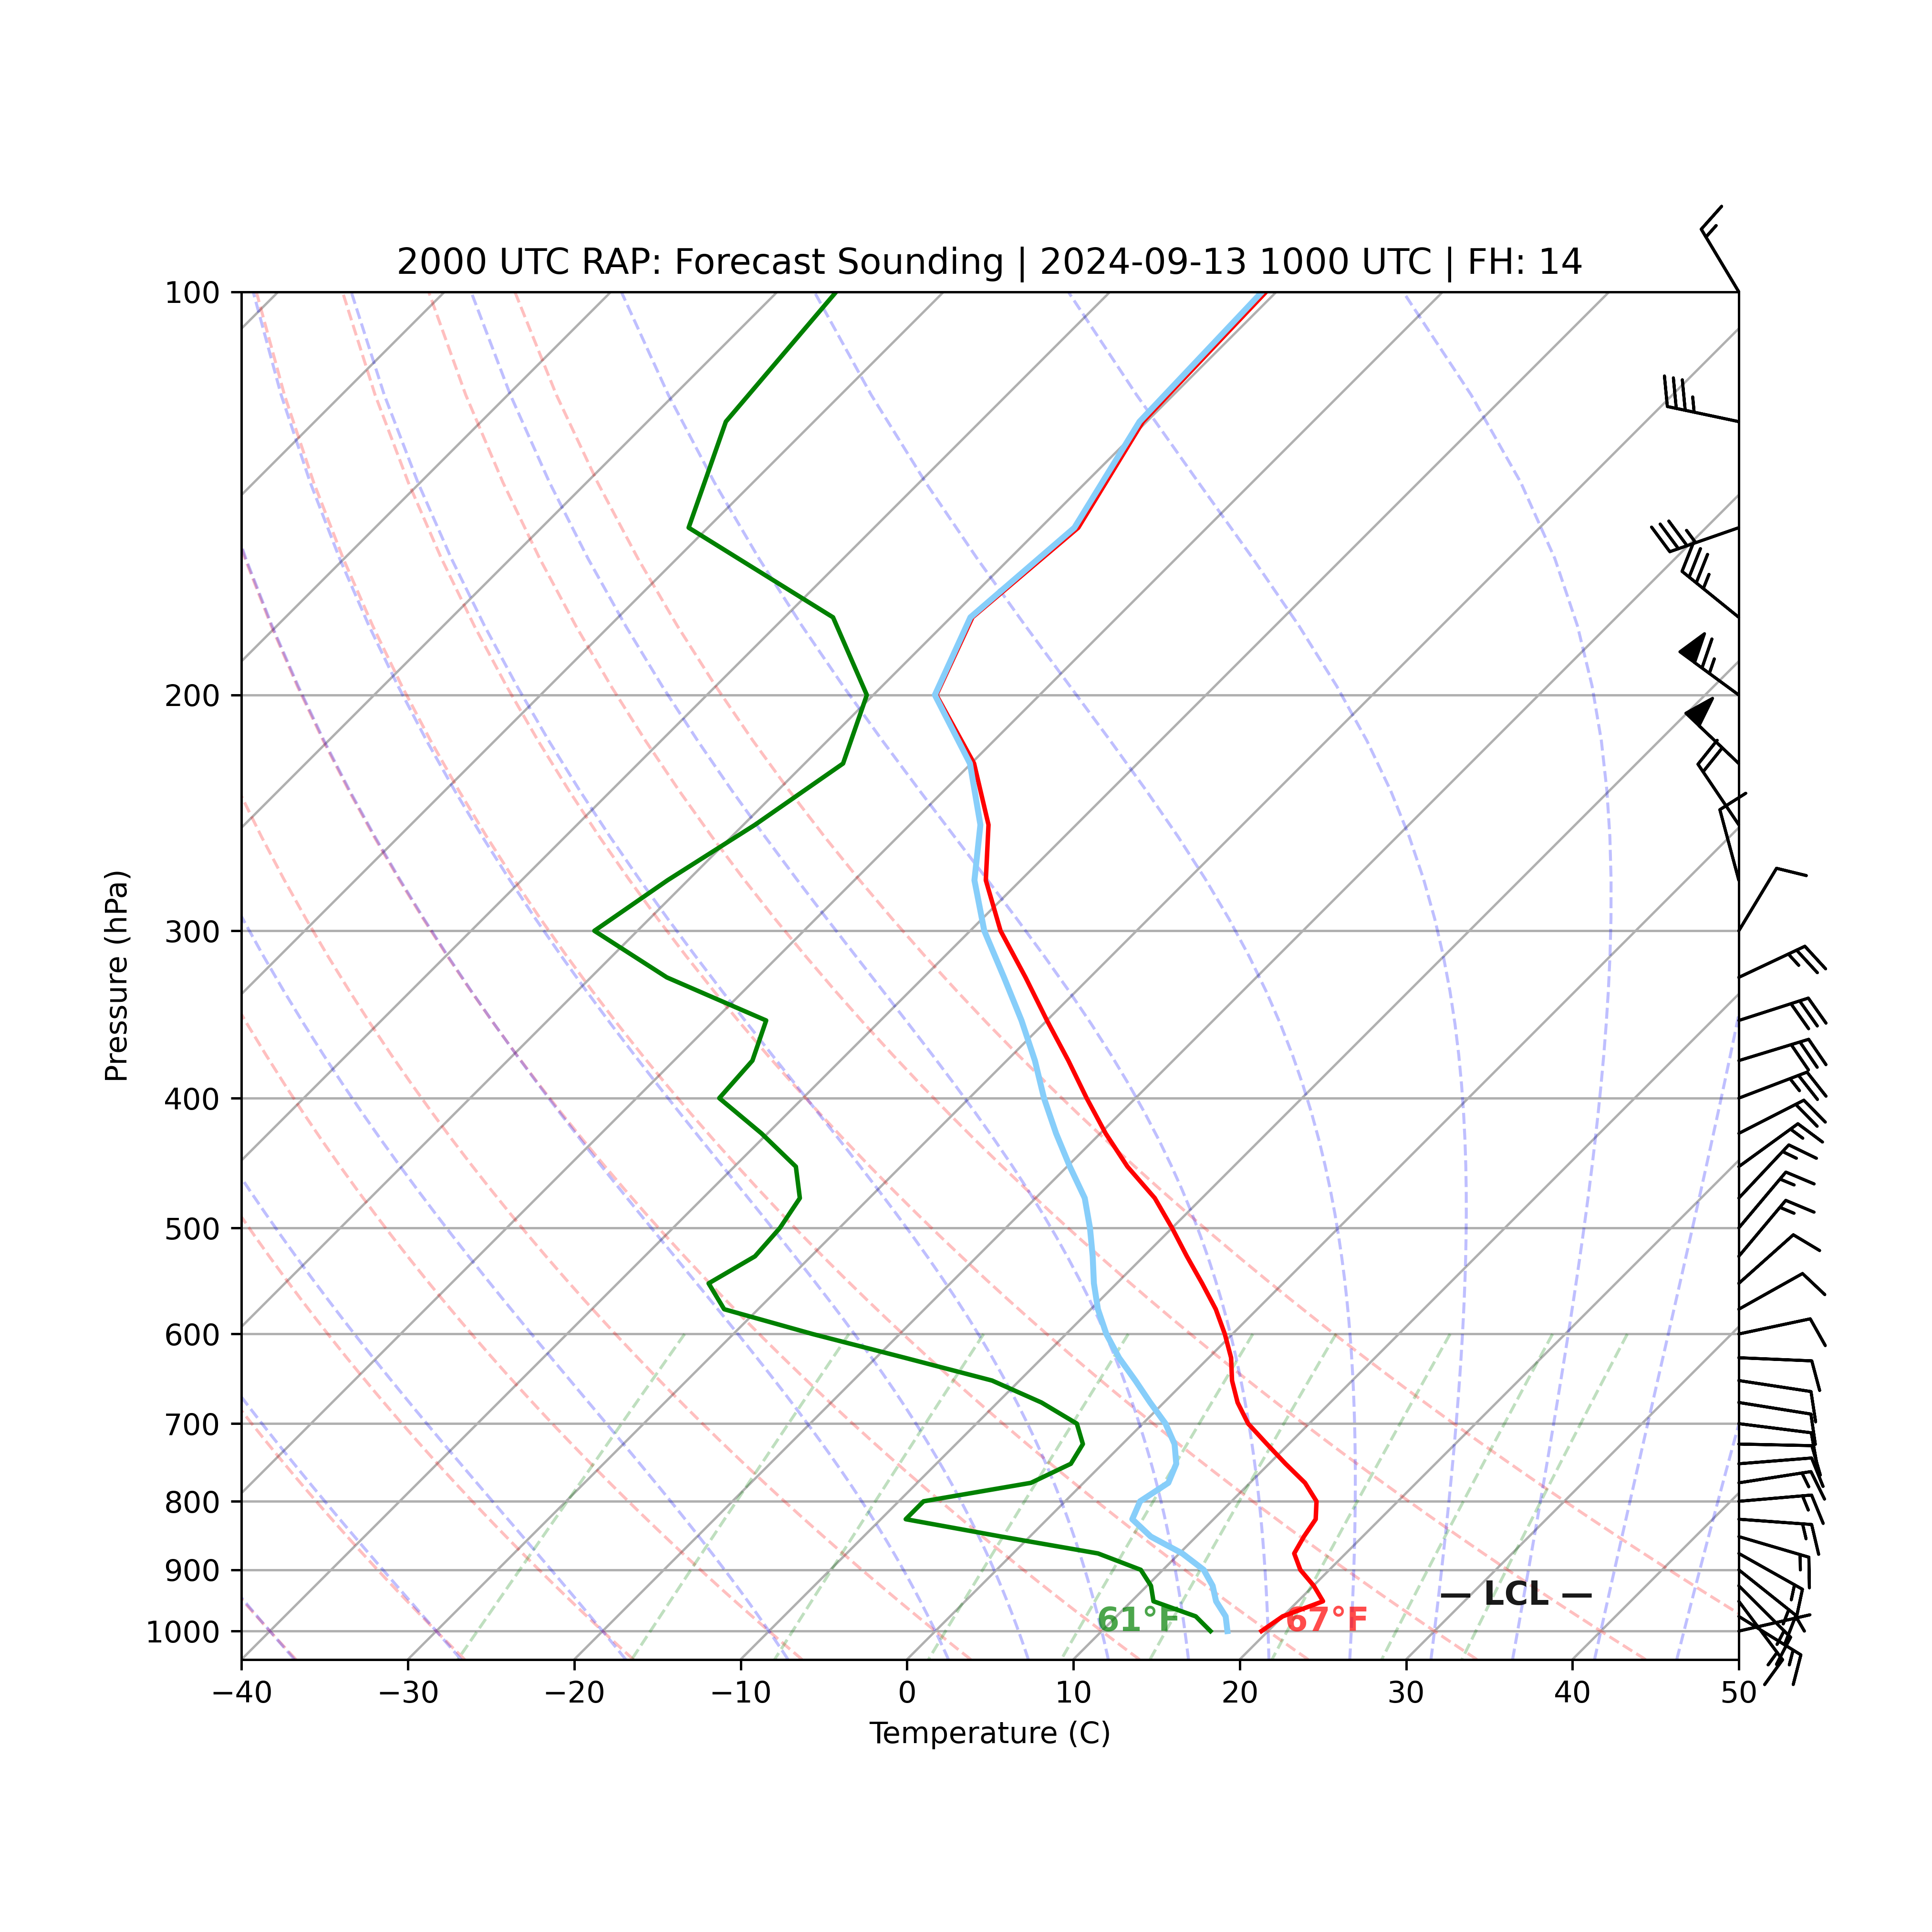 2000 UTC RAP: Forecast Sounding | 2024-09-13 1000 UTC | FH: 14
100
200
300
400
500
600
700
800
900
1000
Pressure (hPa)
— LCL —
61°F
67°F
−40 −30 −20 −10 0 10 20 30 40 50
Temperature (C)